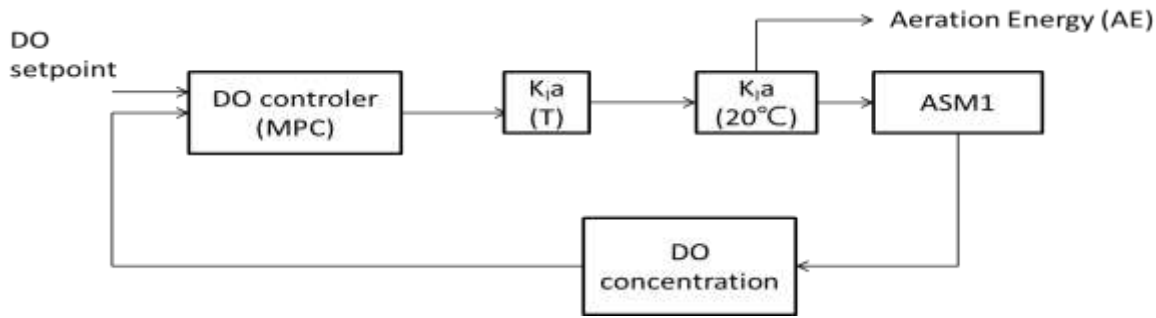 Aeration Energy (AE)
DO
setpoint
DO controler
(MPC)
Kₗa
(T)
Kₗa
(20℃)
ASM1
DO
concentration